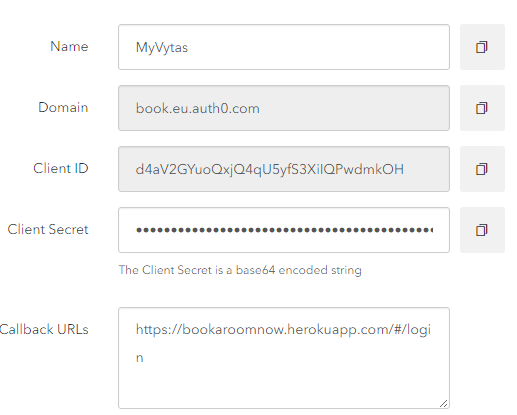 Name
MyVytas
Domain
book.eu.auth0.com
Client ID
d4aV2GYuoQxjQ4qU5yfS3XiIQPwdmkOH
Client Secret
••••••••••••••••••••••••••••••••••••••••••
The Client Secret is a base64 encoded string
Callback URLs
https://bookaroomnow.herokuapp.com/#/logi
n